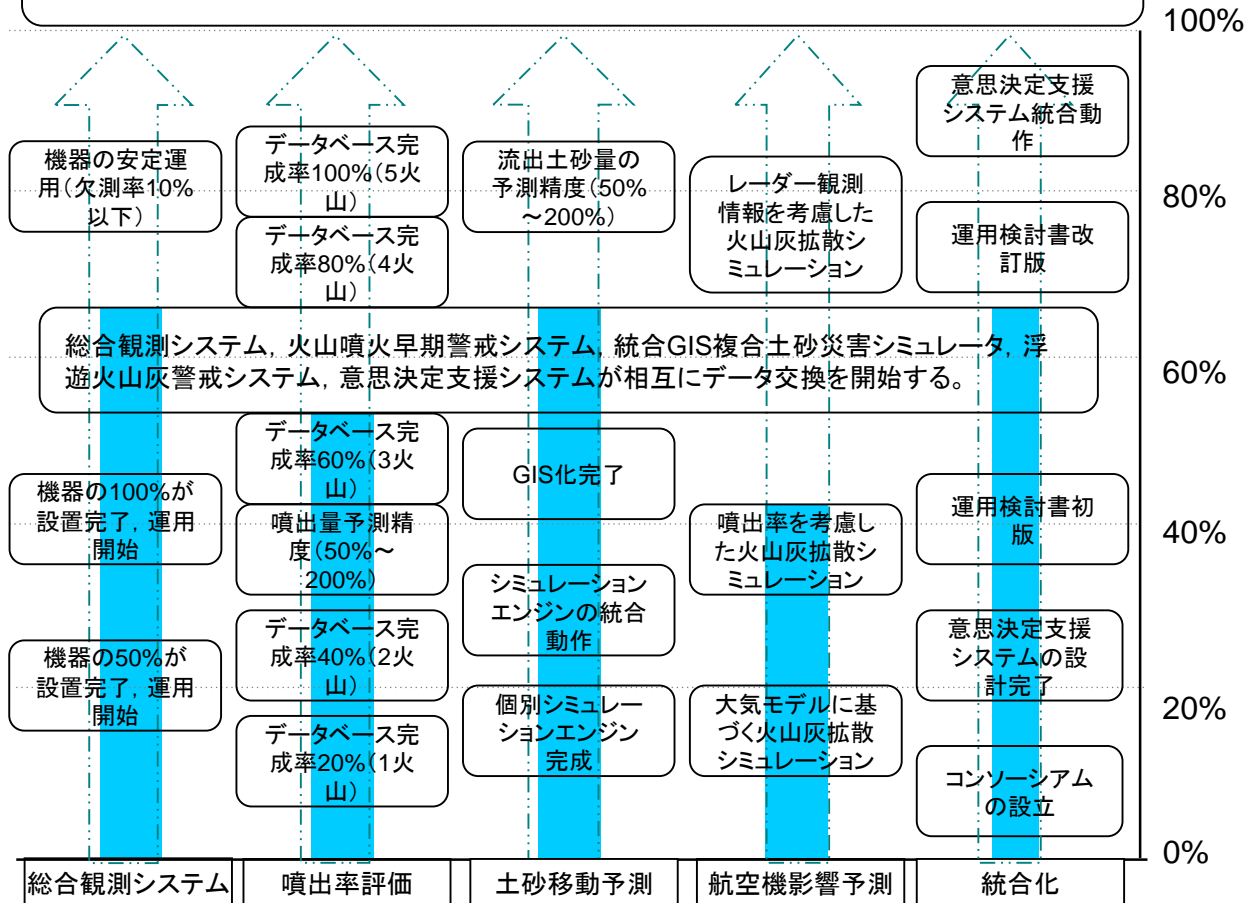 100%
意思決定支援
システム統合動
作
機器の安定運
用(欠測率10%
以下)
データベース完
成率100%(5火
山)
流出土砂量の
予測精度(50%
~200%)
レーダー観測
情報を考慮した
火山灰拡散シ
ミュレーション
80%
データベース完
成率80%(4火
山)
運用検討書改
訂版
総合観測システム, 火山噴火早期警戒システム, 統合GIS複合土砂災害シミュレータ, 浮
遊火山灰警戒システム, 意思決定支援システムが相互にデータ交換を開始する。
60%
データベース完
成率60%(3火
山)
GIS化完了
機器の100%が
設置完了, 運用
開始
噴出量予測精
度(50%~
200%)
噴出率を考慮し
た火山灰拡散シ
ミュレーション
運用検討書初
版
40%
シミュレーション
エンジンの統合
動作
機器の50%が
設置完了, 運用
開始
データベース完
成率40%(2火
山)
意思決定支援
システムの設
計完了
20%
個別シミュレー
ションエンジン
完成
大気モデルに基
づく火山灰拡散
シミュレーション
データベース完
成率20%(1火
山)
コンソーシアム
の設立
0%
総合観測システム
噴出率評価
土砂移動予測
航空機影響予測
統合化